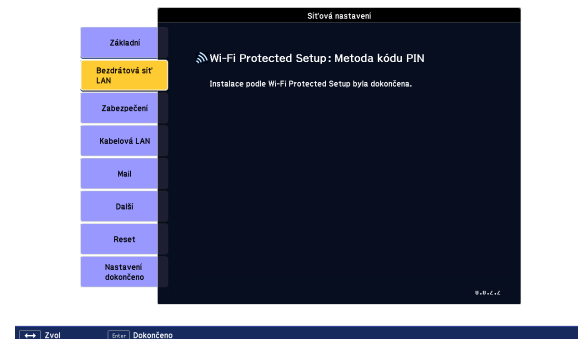 Síťová nastavení
Základní
Bezdrátová síť
LAN
Zabezpečení
Kabelová LAN
Mail
Další
Reset
Nastavení
dokončeno
Wi-Fi Protected Setup: Metoda kódu PIN
Instalace podle Wi-Fi Protected Setup byla dokončena.
Zvol
Enter Dokončeno